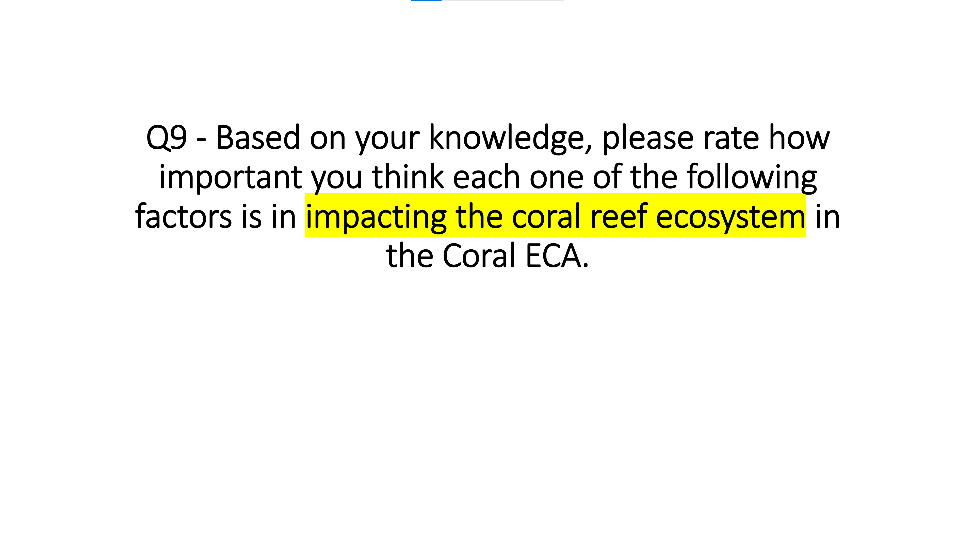 Q9 - Based on your knowledge, please rate how
important you think each one of the following
factors is in impacting the coral reef ecosystem in
the Coral ECA.